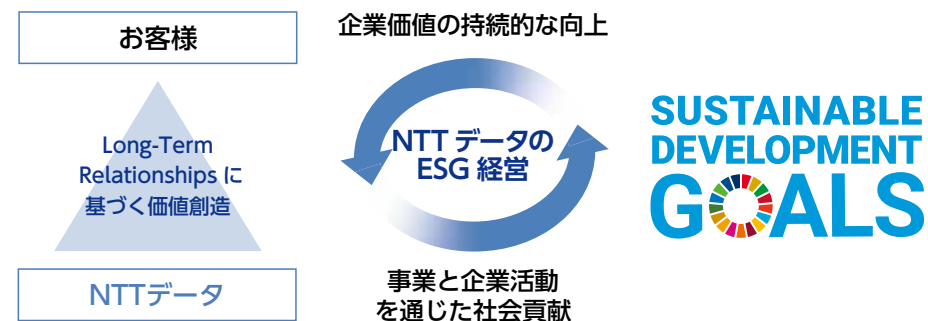 お客様
Long-Term
Relationships に
基づく価値創造
NTTデータ
企業価値の持続的な向上
NTT データの
ESG 経営
事業と企業活動
を通じた社会貢献
SUSTAINABLE
DEVELOPMENT
GOALS